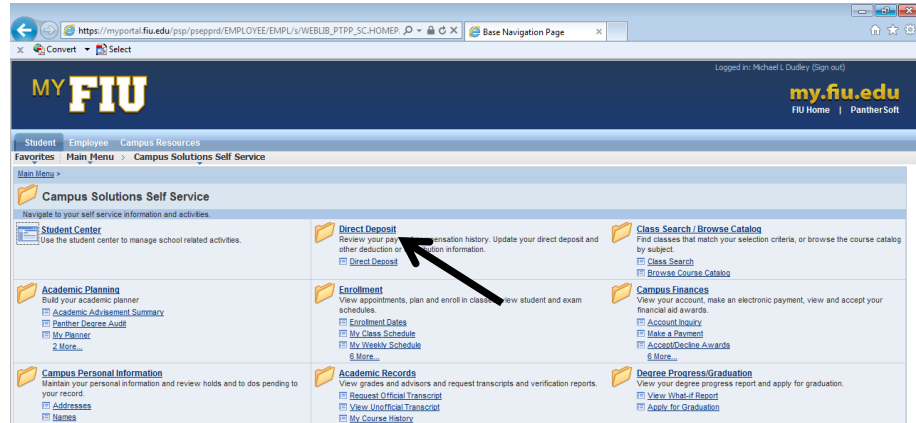 https://myportal.fiu.edu/psp/psepprd/EMPLOYEE/EMPL/s/WEBLIB_PTPP_SC.HOMEP
Base Navigation Page
x Convert Select
Logged in: Michael L Dudley (Sign out)
MY FIU
my.fiu.edu
FIU Home | PantherSoft
Student Employee Campus Resources
Favorites Main Menu > Campus Solutions Self Service
Main Menu >
Campus Solutions Self Service
Navigate to your self service information and activities.
Student Center
Use the student center to manage school related activities.
Direct Deposit
Review your pay ensation history. Update your direct deposit and
other deduction or bution information.
Direct Deposit
Class Search / Browse Catalog
Find classes that match your selection criteria, or browse the course catalog
by subject.
Class Search
Browse Course Catalog
Academic Planning
Build your academic planner
Academic Advisement Summary
Panther Degree Audit
My Planner
2 More...
Enrollment
View appointments, plan and enroll in classes, view student and exam
schedules.
Enrollment Dates
My Class Schedule
My Weekly Schedule
6 More...
Campus Finances
View your account, make an electronic payment, view and accept your
financial aid awards.
Account Inquiry
Make a Payment
Accept/Decline Awards
6 More...
Campus Personal Information
Maintain your personal information and review holds and to dos pending to
your record.
Addresses
Names
Academic Records
View grades and advisors and request transcripts and verification reports.
Request Official Transcript
View Unofficial Transcript
My Course History
Degree Progress/Graduation
View your degree progress report and apply for graduation.
View What-if Report
Apply for Graduation